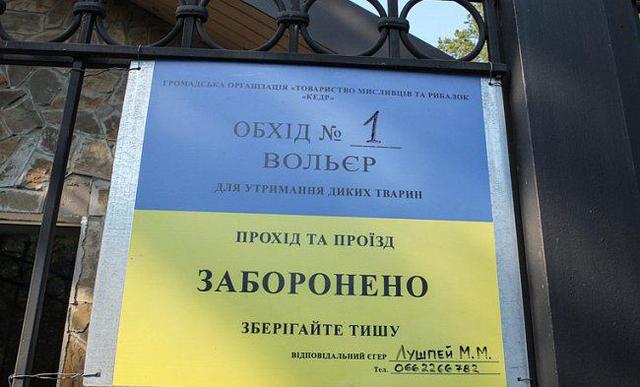 ГРОМАДСЬКА ОРГАНІЗАЦІЯ «ТОВАРИСТВО МИСЛИВЦІВ ТА РИБАЛОК
«КЕДР»
ОБХІД № 1
ВОЛЬЄР
ДЛЯ УТРИМАННЯ ДИКИХ ТВАРИН
ПРОХІД ТА ПРОЇЗД
ЗАБОРОНЕНО
ЗБЕРІГАЙТЕ ТИШУ
ВІДПОВІДАЛЬНИЙ ЄГЕР Лушпей М.М.
Тел. 0662266782